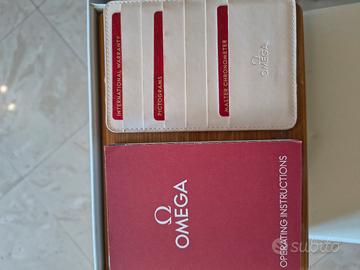 INTERNATIONAL WARRANTY
PICTOGRAMS
MASTER CHRONOMETER
Ω
OMEGA
Ω
OMEGA
OPERATING INSTRUCTIONS
subito